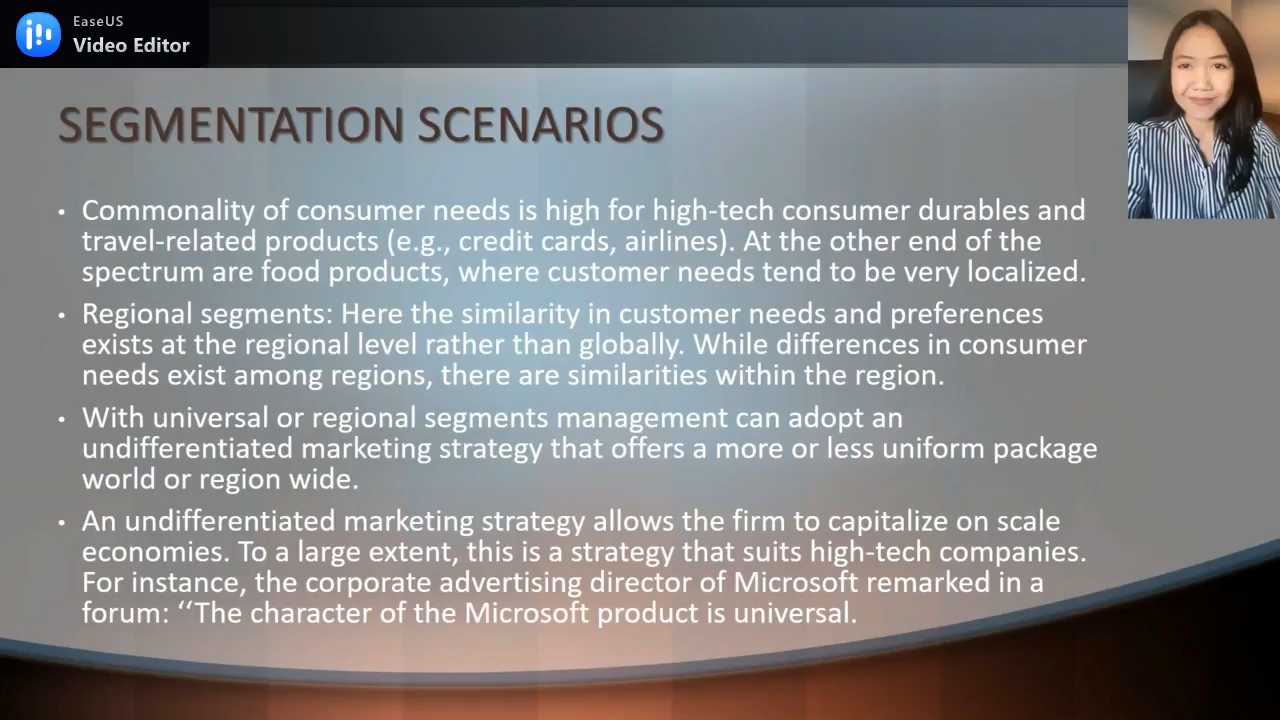 EaseUS
Video Editor
SEGMENTATION SCENARIOS
• Commonality of consumer needs is high for high-tech consumer durables and
travel-related products (e.g., credit cards, airlines). At the other end of the
spectrum are food products, where customer needs tend to be very localized.
• Regional segments: Here the similarity in customer needs and preferences
exists at the regional level rather than globally. While differences in consumer
needs exist among regions, there are similarities within the region.
• With universal or regional segments management can adopt an
undifferentiated marketing strategy that offers a more or less uniform package
world or region wide.
• An undifferentiated marketing strategy allows the firm to capitalize on scale
economies. To a large extent, this is a strategy that suits high-tech companies.
For instance, the corporate advertising director of Microsoft remarked in a
forum: ‘‘The character of the Microsoft product is universal.